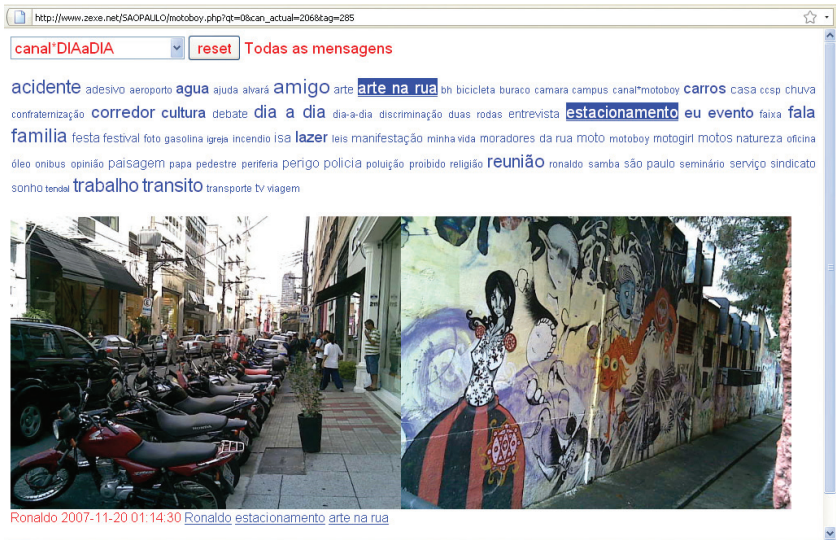 http://www.zexe.net/SAOPAULO/motoboy.php?qt=0&can_actual=206&tag=285
canal*DIAaDIA reset Todas as mensagens
acidente adesivo aeroporto agua ajuda alvará amigo arte arte na rua bh bicicleta buraco camara campus canal*motoboy carros casa ccsp chuva
confraternização corredor cultura debate dia a dia dia-a-dia discriminação duas rodas entrevista estacionamento eu evento faixa fala
familia festa festival foto gasolina igreja incendio isa lazer leis manifestação minha vida moradores da rua moto motoboy motogirl motos natureza oficina
óleo onibus opinião paisagem papa pedestre periferia perigo policia poluição proibido religião reunião ronaldo samba são paulo seminário serviço sindicato
sonho tendal trabalho transito transporte tv viagem
Ronaldo 2007-11-20 01:14:30 Ronaldo estacionamento arte na rua